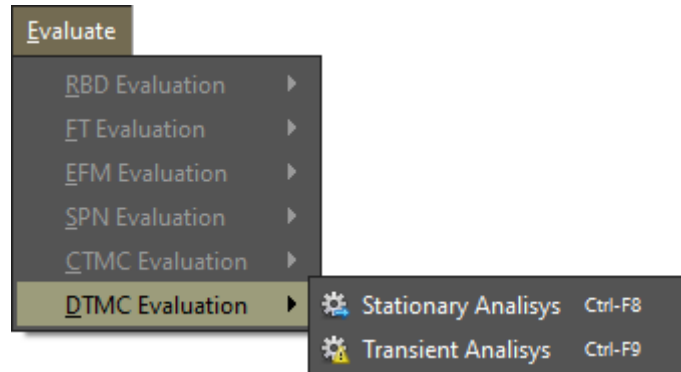 Evaluate
RBD Evaluation
FT Evaluation
EFM Evaluation
SPN Evaluation
CTMC Evaluation
DTMC Evaluation
Stationary Analisys Ctrl-F8
Transient Analisys Ctrl-F9